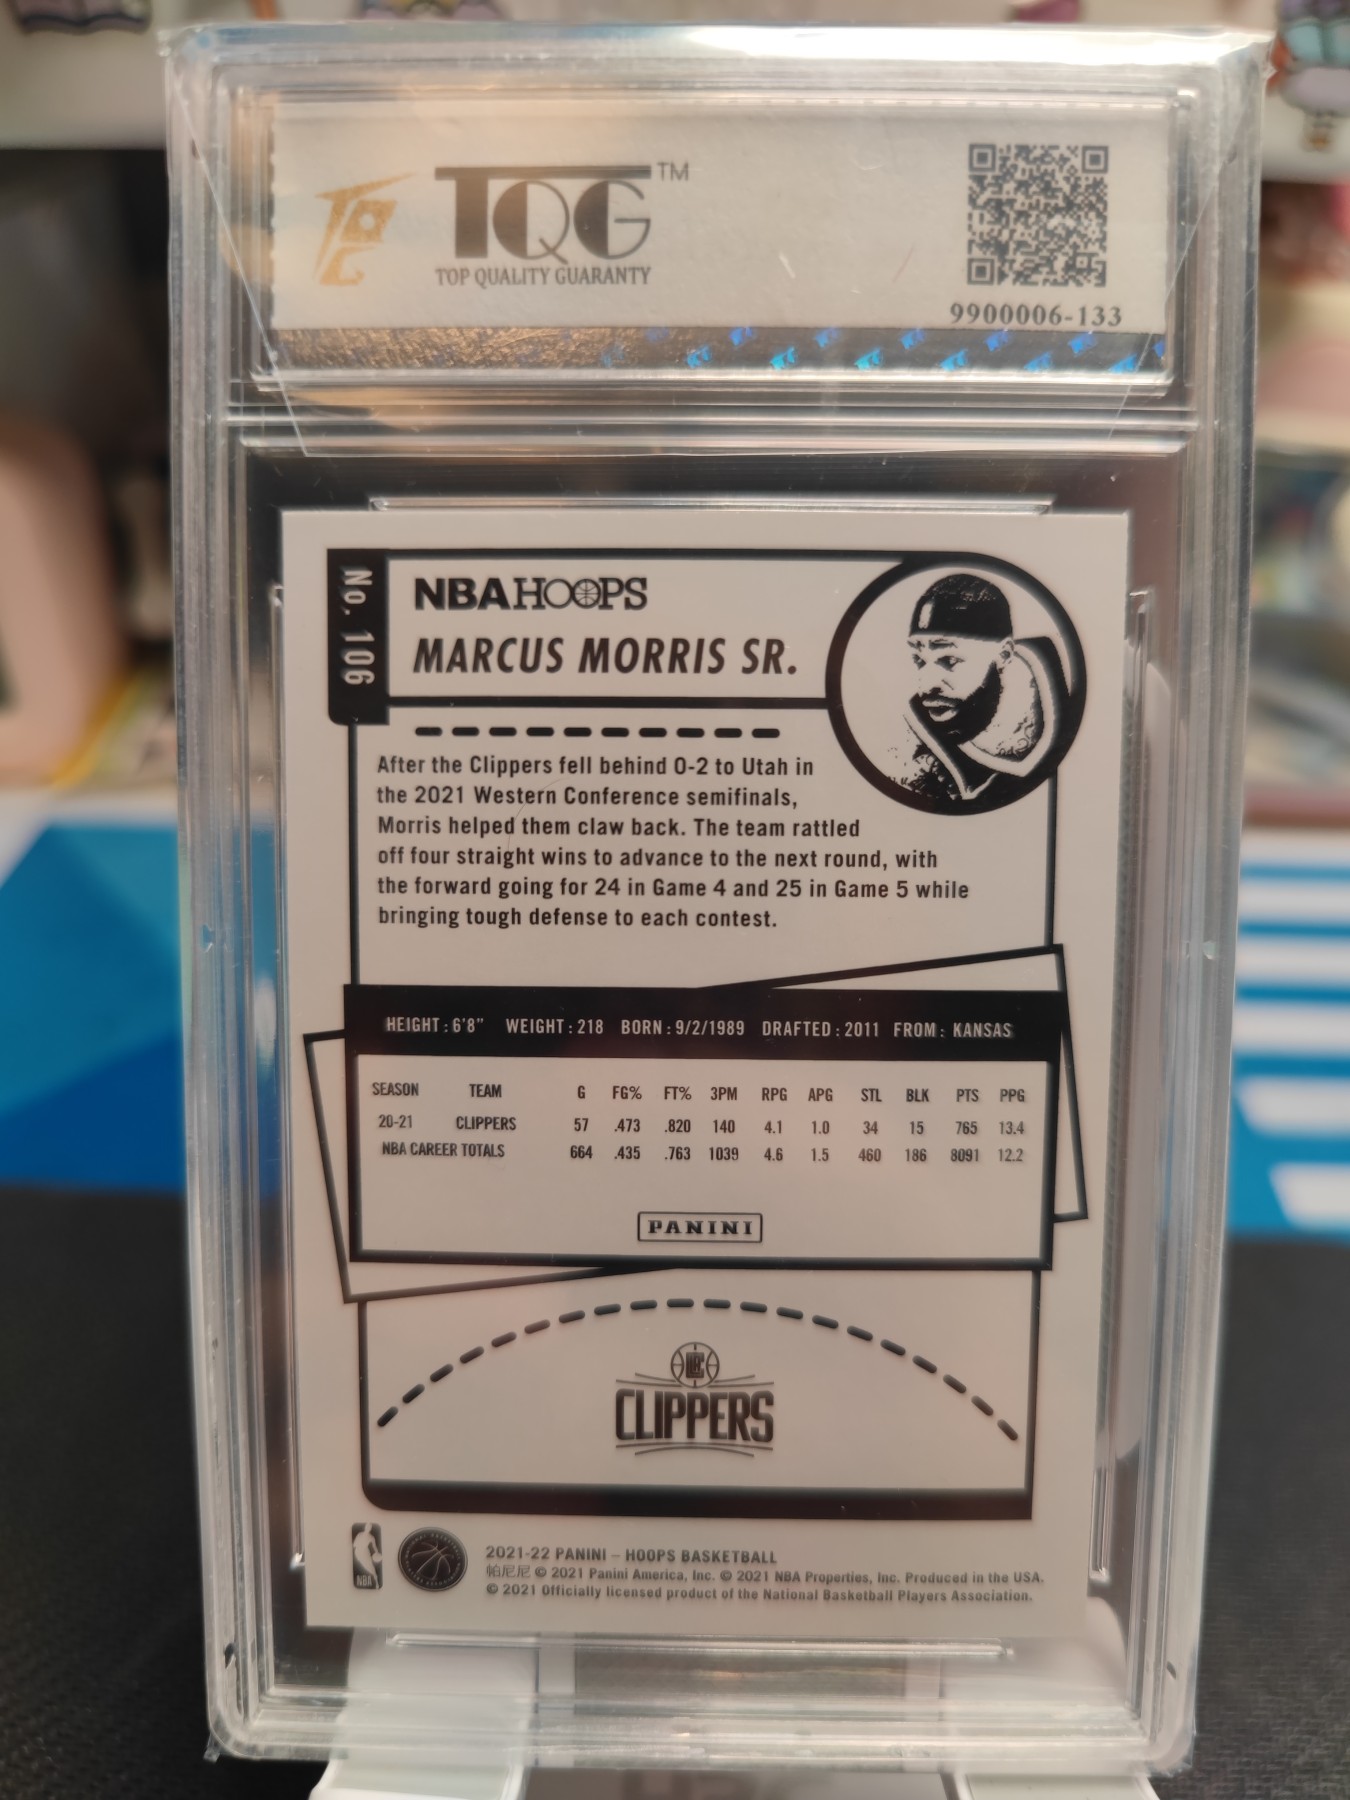 TQG™
TOP QUALITY GUARANTY
9900006-133
No. 106
NBA HOOPS
MARCUS MORRIS SR.
After the Clippers fell behind 0-2 to Utah in
the 2021 Western Conference semifinals,
Morris helped them claw back. The team rattled
off four straight wins to advance to the next round, with
the forward going for 24 in Game 4 and 25 in Game 5 while
bringing tough defense to each contest.
HEIGHT: 6'8" WEIGHT: 218 BORN: 9/2/1989 DRAFTED: 2011 FROM: KANSAS
SEASON TEAM G FG% FT% 3PM RPG APG STL BLK PTS PPG
20-21 CLIPPERS 57 .473 .820 140 4.1 1.0 34 15 765 13.4
NBA CAREER TOTALS 664 .435 .763 1039 4.6 1.5 460 186 8091 12.2
PANINI
CLIPPERS
NBA
2021-22 PANINI – HOOPS BASKETBALL
帕尼尼 © 2021 Panini America, Inc. © 2021 NBA Properties, Inc. Produced in the USA.
© 2021 Officially licensed product of the National Basketball Players Association.